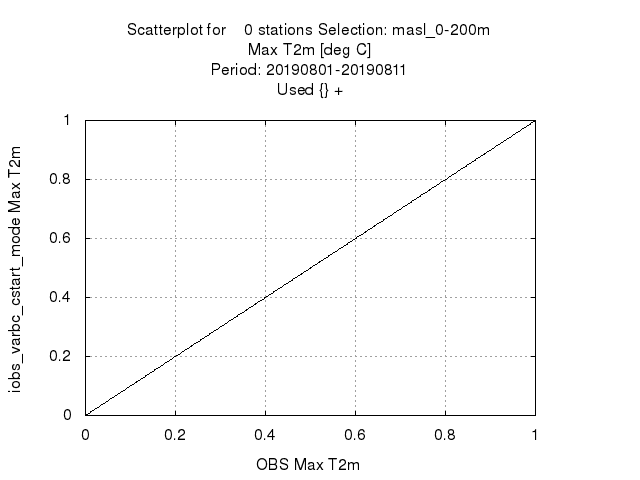 Scatterplot for    0 stations Selection: masl_0-200m
Max T2m [deg C]
Period: 20190801-20190811
Used {} +
1
0.8
0.6
0.4
0.2
0
iobs_varbc_cstart_mode Max T2m
0 0.2 0.4 0.6 0.8 1
OBS Max T2m